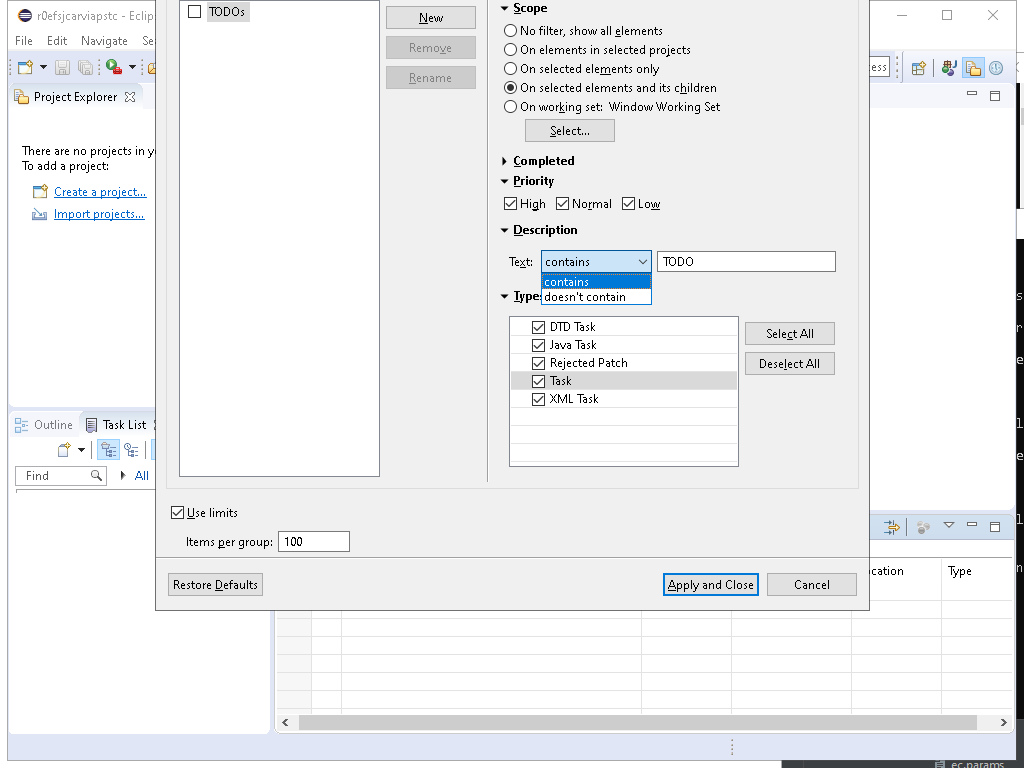 r0efsjcarviapstc - Eclip
File Edit Navigate Se
Project Explorer
There are no projects in y
To add a project:
Create a project...
Import projects...
Outline Task List
Find All
TODOs
New
Remove
Rename
Scope
No filter, show all elements
On elements in selected projects
On selected elements only
On selected elements and its children
On working set: Window Working Set
Select...
Completed
Priority
High Normal Low
Description
Text: contains TODO
contains
doesn't contain
Types
DTD Task
Java Task
Rejected Patch
Task
XML Task
Select All
Deselect All
Use limits
Items per group: 100
Restore Defaults Apply and Close Cancel
ess
cation Type
ec.params